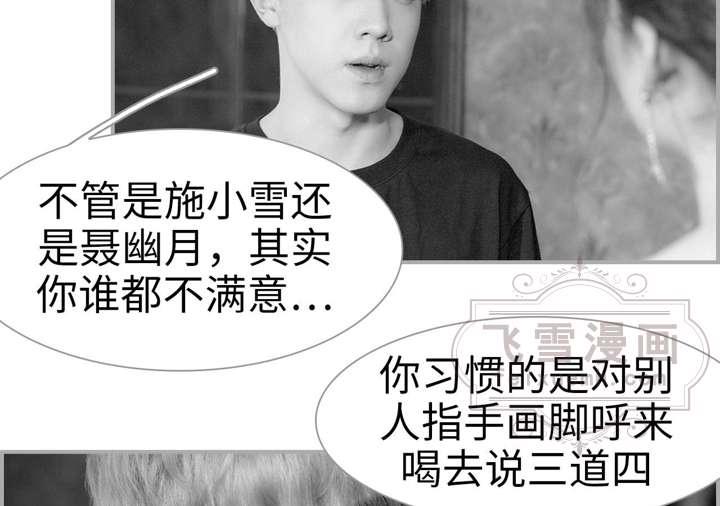 不管是施小雪还
是聂幽月，其实
你谁都不满意…
飞雪漫画
你习惯的是对别
人指手画脚呼来
喝去说三道四